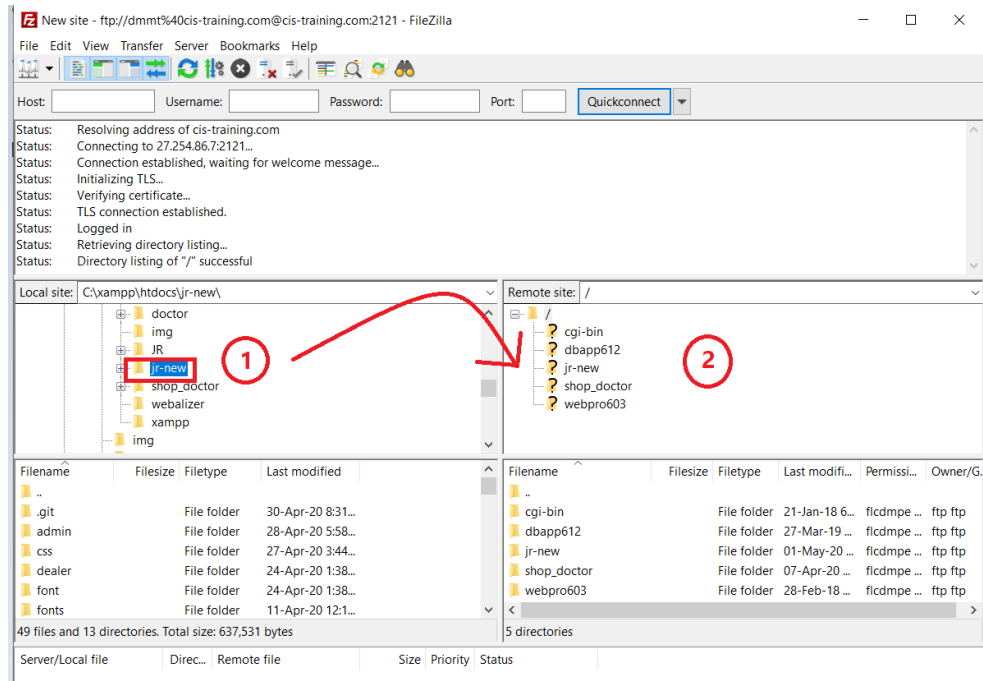 New site - ftp://dmmt%40cis-training.com@cis-training.com:2121 - FileZilla
File Edit View Transfer Server Bookmarks Help
Host: Username: Password: Port: Quickconnect
Status: Resolving address of cis-training.com
Status: Connecting to 27.254.86.7:2121...
Status: Connection established, waiting for welcome message...
Status: Initializing TLS...
Status: Verifying certificate...
Status: TLS connection established.
Status: Logged in
Status: Retrieving directory listing...
Status: Directory listing of "/" successful
Local site: C:\xampp\htdocs\jr-new\
doctor
img
JR
jr-new
shop_doctor
webalizer
xampp
img
1
Remote site: /
/
cgi-bin
dbapp612
jr-new
shop_doctor
webpro603
2
Filename Filesize Filetype Last modified
..
.git File folder 30-Apr-20 8:31...
admin File folder 28-Apr-20 5:58...
css File folder 27-Apr-20 3:44...
dealer File folder 24-Apr-20 1:38...
font File folder 24-Apr-20 1:38...
fonts File folder 11-Apr-20 12:1...
49 files and 13 directories. Total size: 637,531 bytes
Filename Filesize Filetype Last modifi... Permissi... Owner/G...
..
cgi-bin File folder 21-Jan-18 6... flcdmpe ... ftp ftp
dbapp612 File folder 27-Mar-19 ... flcdmpe ... ftp ftp
jr-new File folder 01-May-20 ... flcdmpe ... ftp ftp
shop_doctor File folder 07-Apr-20 ... flcdmpe ... ftp ftp
webpro603 File folder 28-Feb-18 ... flcdmpe ... ftp ftp
5 directories
Server/Local file Direc... Remote file Size Priority Status